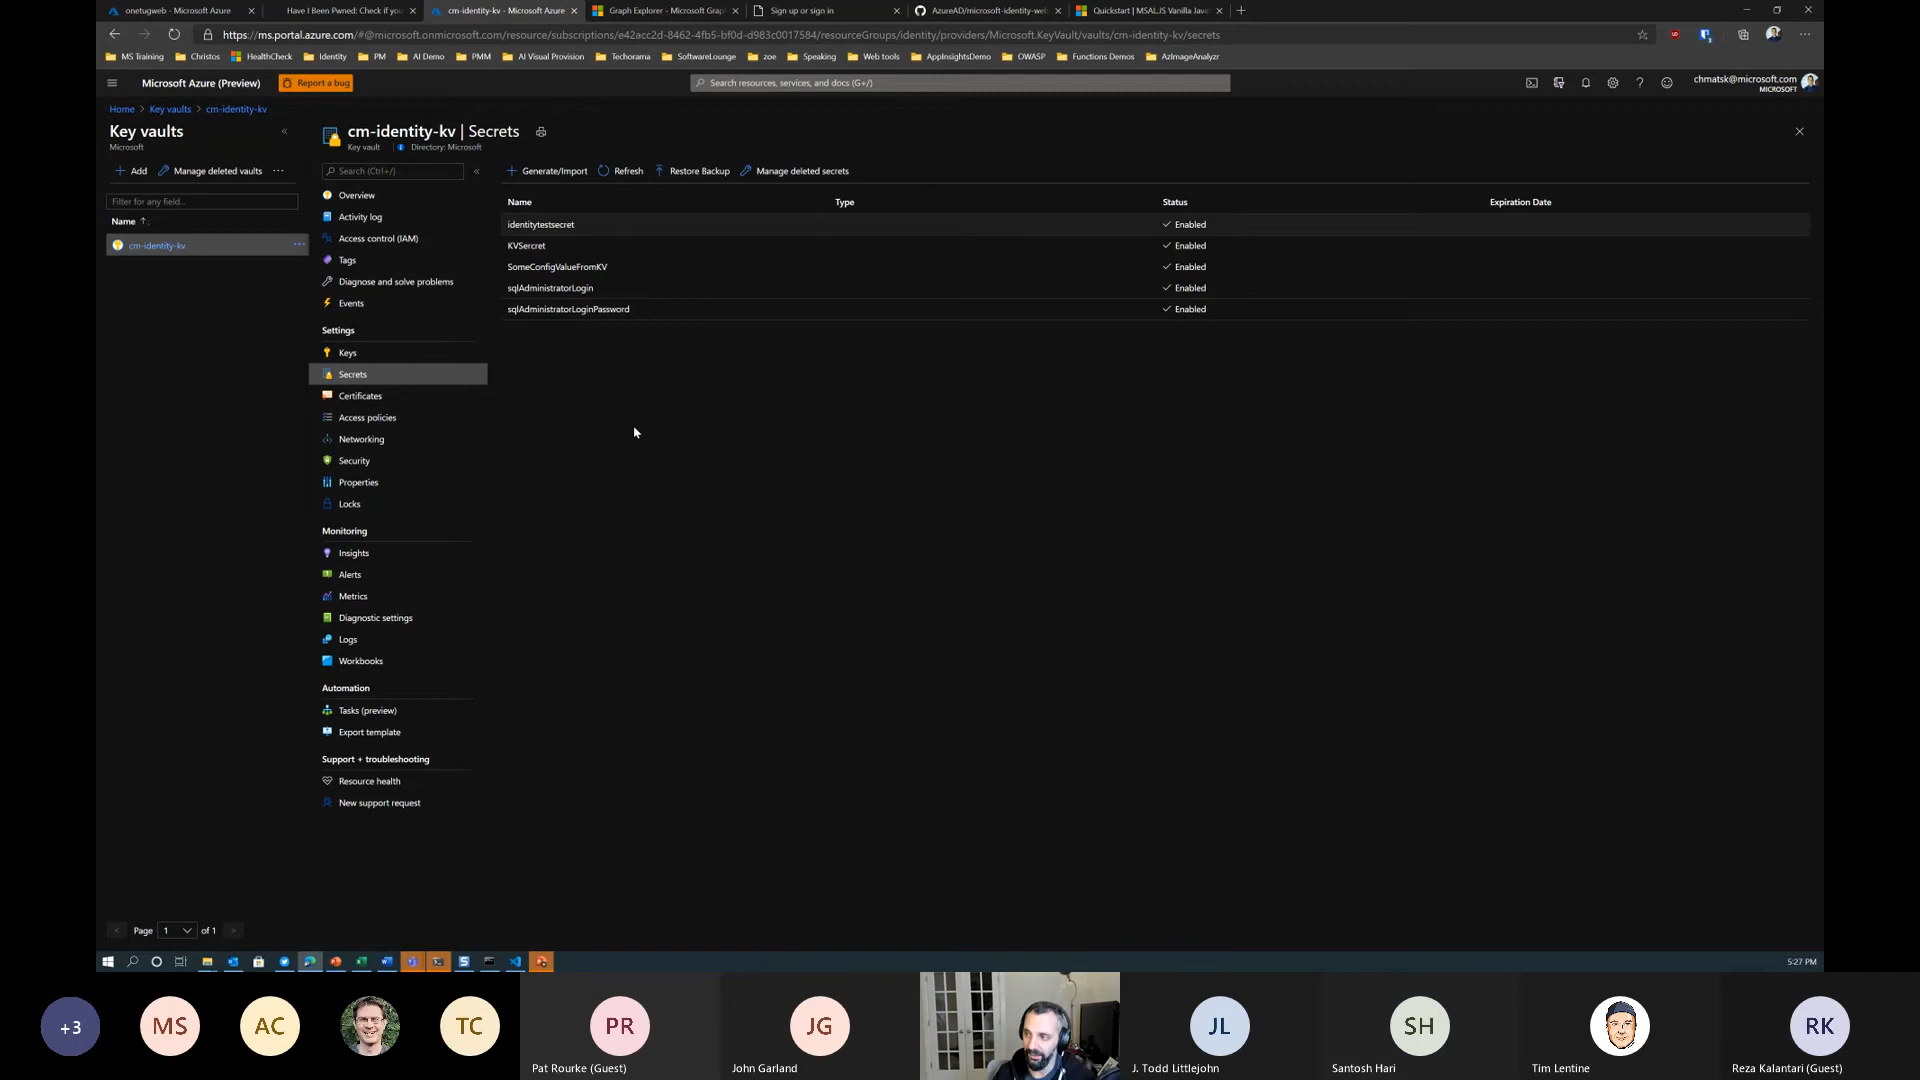 onetugweb - Microsoft Azure
Have I Been Pwned: Check if you
cm-identity-kv - Microsoft Azure
Graph Explorer - Microsoft Grap
Sign up or sign in
AzureAD/microsoft-identity-we
Quickstart | MSAL.JS Vanilla Java
https://ms.portal.azure.com/#@microsoft.onmicrosoft.com/resource/subscriptions/e42acc2d-8462-4fb5-bf0d-d983c0017584/resourceGroups/identity/providers/Microsoft.KeyVault/vaults/cm-identity-kv/secrets
MS Training
Christos
HealthCheck
Identity
PM
AI Demo
PMM
AI Visual Provision
Techorama
SoftwareLounge
zoe
Speaking
Web tools
AppInsightsDemo
OWASP
Functions Demos
AzImageAnalyzr
Microsoft Azure (Preview)
Report a bug
Search resources, services, and docs (G+/)
chmatsk@microsoft.com
MICROSOFT
Home > Key vaults > cm-identity-kv
Key vaults
Microsoft
cm-identity-kv | Secrets
Key vault
Directory: Microsoft
Add
Manage deleted vaults
Search (Ctrl+/)
Generate/Import
Refresh
Restore Backup
Manage deleted secrets
Filter for any field...
Name
cm-identity-kv
Overview
Activity log
Access control (IAM)
Tags
Diagnose and solve problems
Events
Settings
Keys
Secrets
Certificates
Access policies
Networking
Security
Properties
Locks
Monitoring
Insights
Alerts
Metrics
Diagnostic settings
Logs
Workbooks
Automation
Tasks (preview)
Export template
Support + troubleshooting
Resource health
New support request
Name Type Status Expiration Date
identitytestsecret Enabled
KVSercret Enabled
SomeConfigValueFromKV Enabled
sqlAdministratorLogin Enabled
sqlAdministratorLoginPassword Enabled
< Page 1 of 1 >
5:27 PM
+3
MS
AC
TC
PR
Pat Rourke (Guest)
JG
John Garland
JL
J. Todd Littlejohn
SH
Santosh Hari
Tim Lentine
RK
Reza Kalantari (Guest)